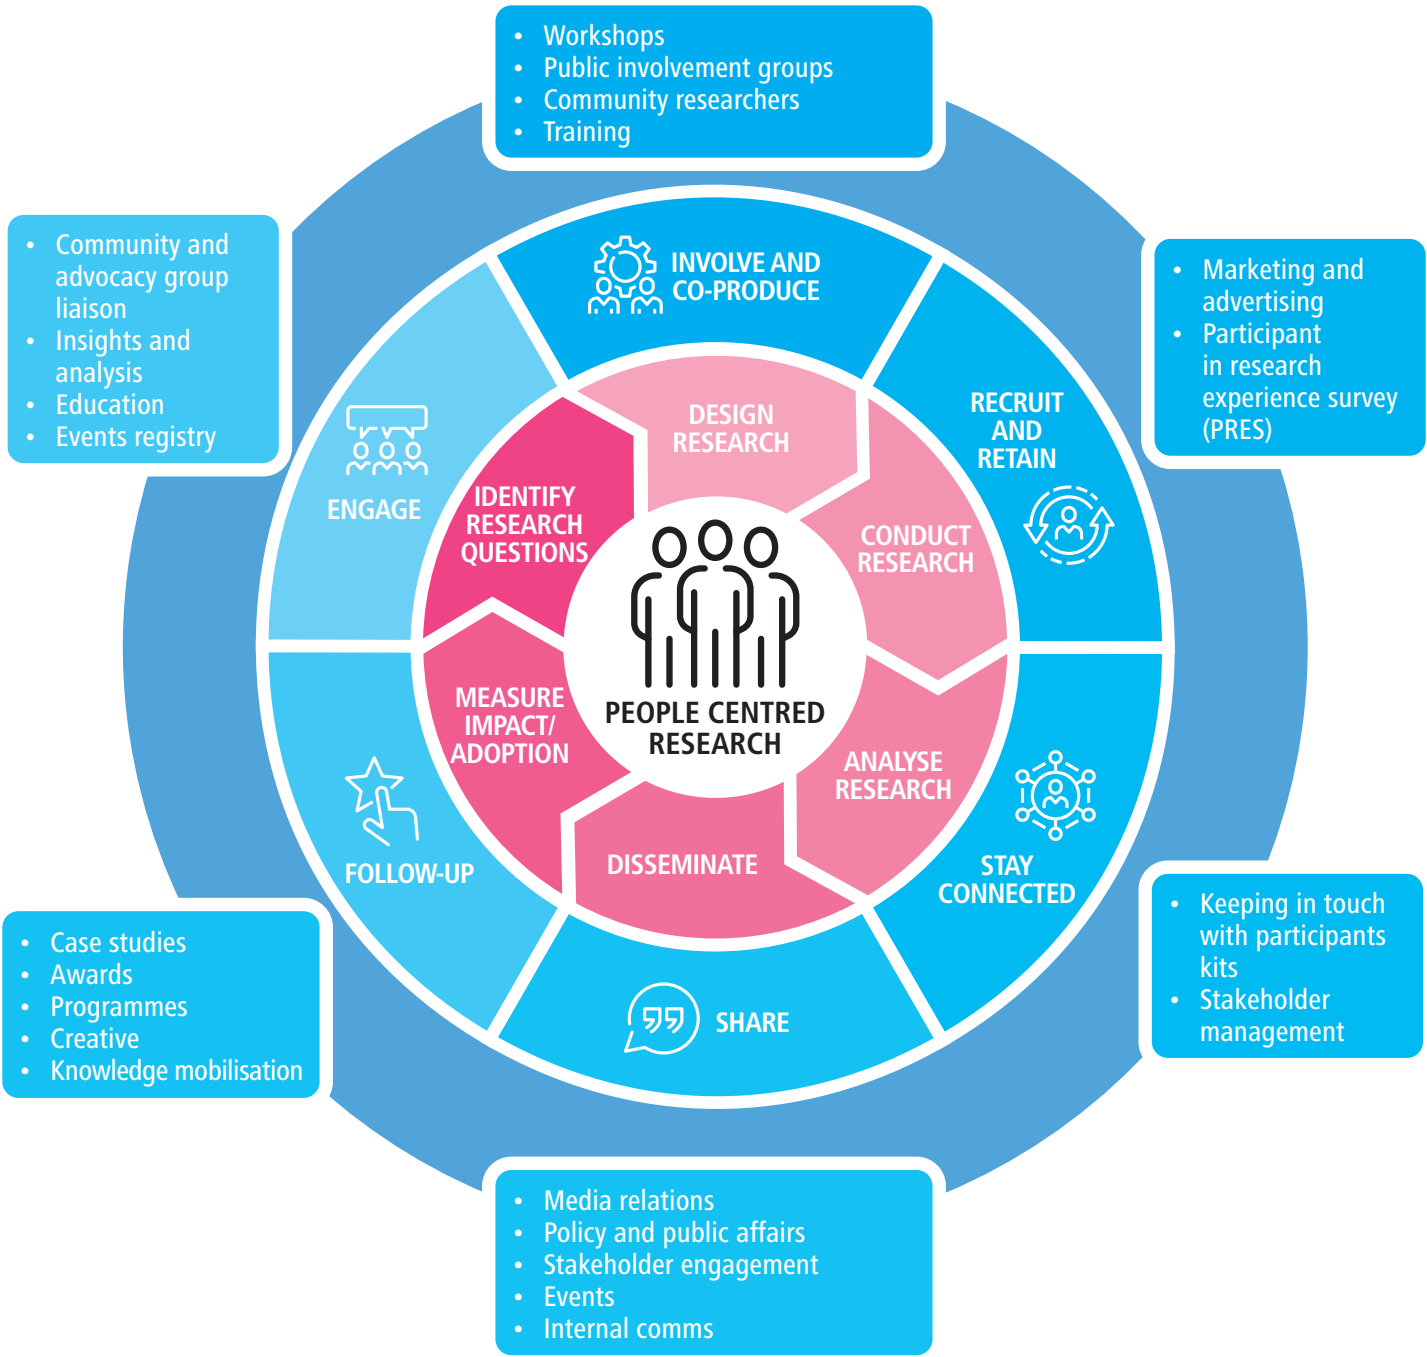 • Workshops
• Public involvement groups
• Community researchers
• Training
• Community and
advocacy group
liaison
• Insights and
analysis
• Education
• Events registry
• Marketing and
advertising
• Participant
in research
experience survey
(PRES)
INVOLVE AND
CO-PRODUCE
RECRUIT
AND
RETAIN
ENGAGE
DESIGN
RESEARCH
IDENTIFY
RESEARCH
QUESTIONS
CONDUCT
RESEARCH
PEOPLE CENTRED
RESEARCH
MEASURE
IMPACT/
ADOPTION
ANALYSE
RESEARCH
DISSEMINATE
FOLLOW-UP
STAY
CONNECTED
SHARE
• Case studies
• Awards
• Programmes
• Creative
• Knowledge mobilisation
• Keeping in touch
with participants
kits
• Stakeholder
management
• Media relations
• Policy and public affairs
• Stakeholder engagement
• Events
• Internal comms